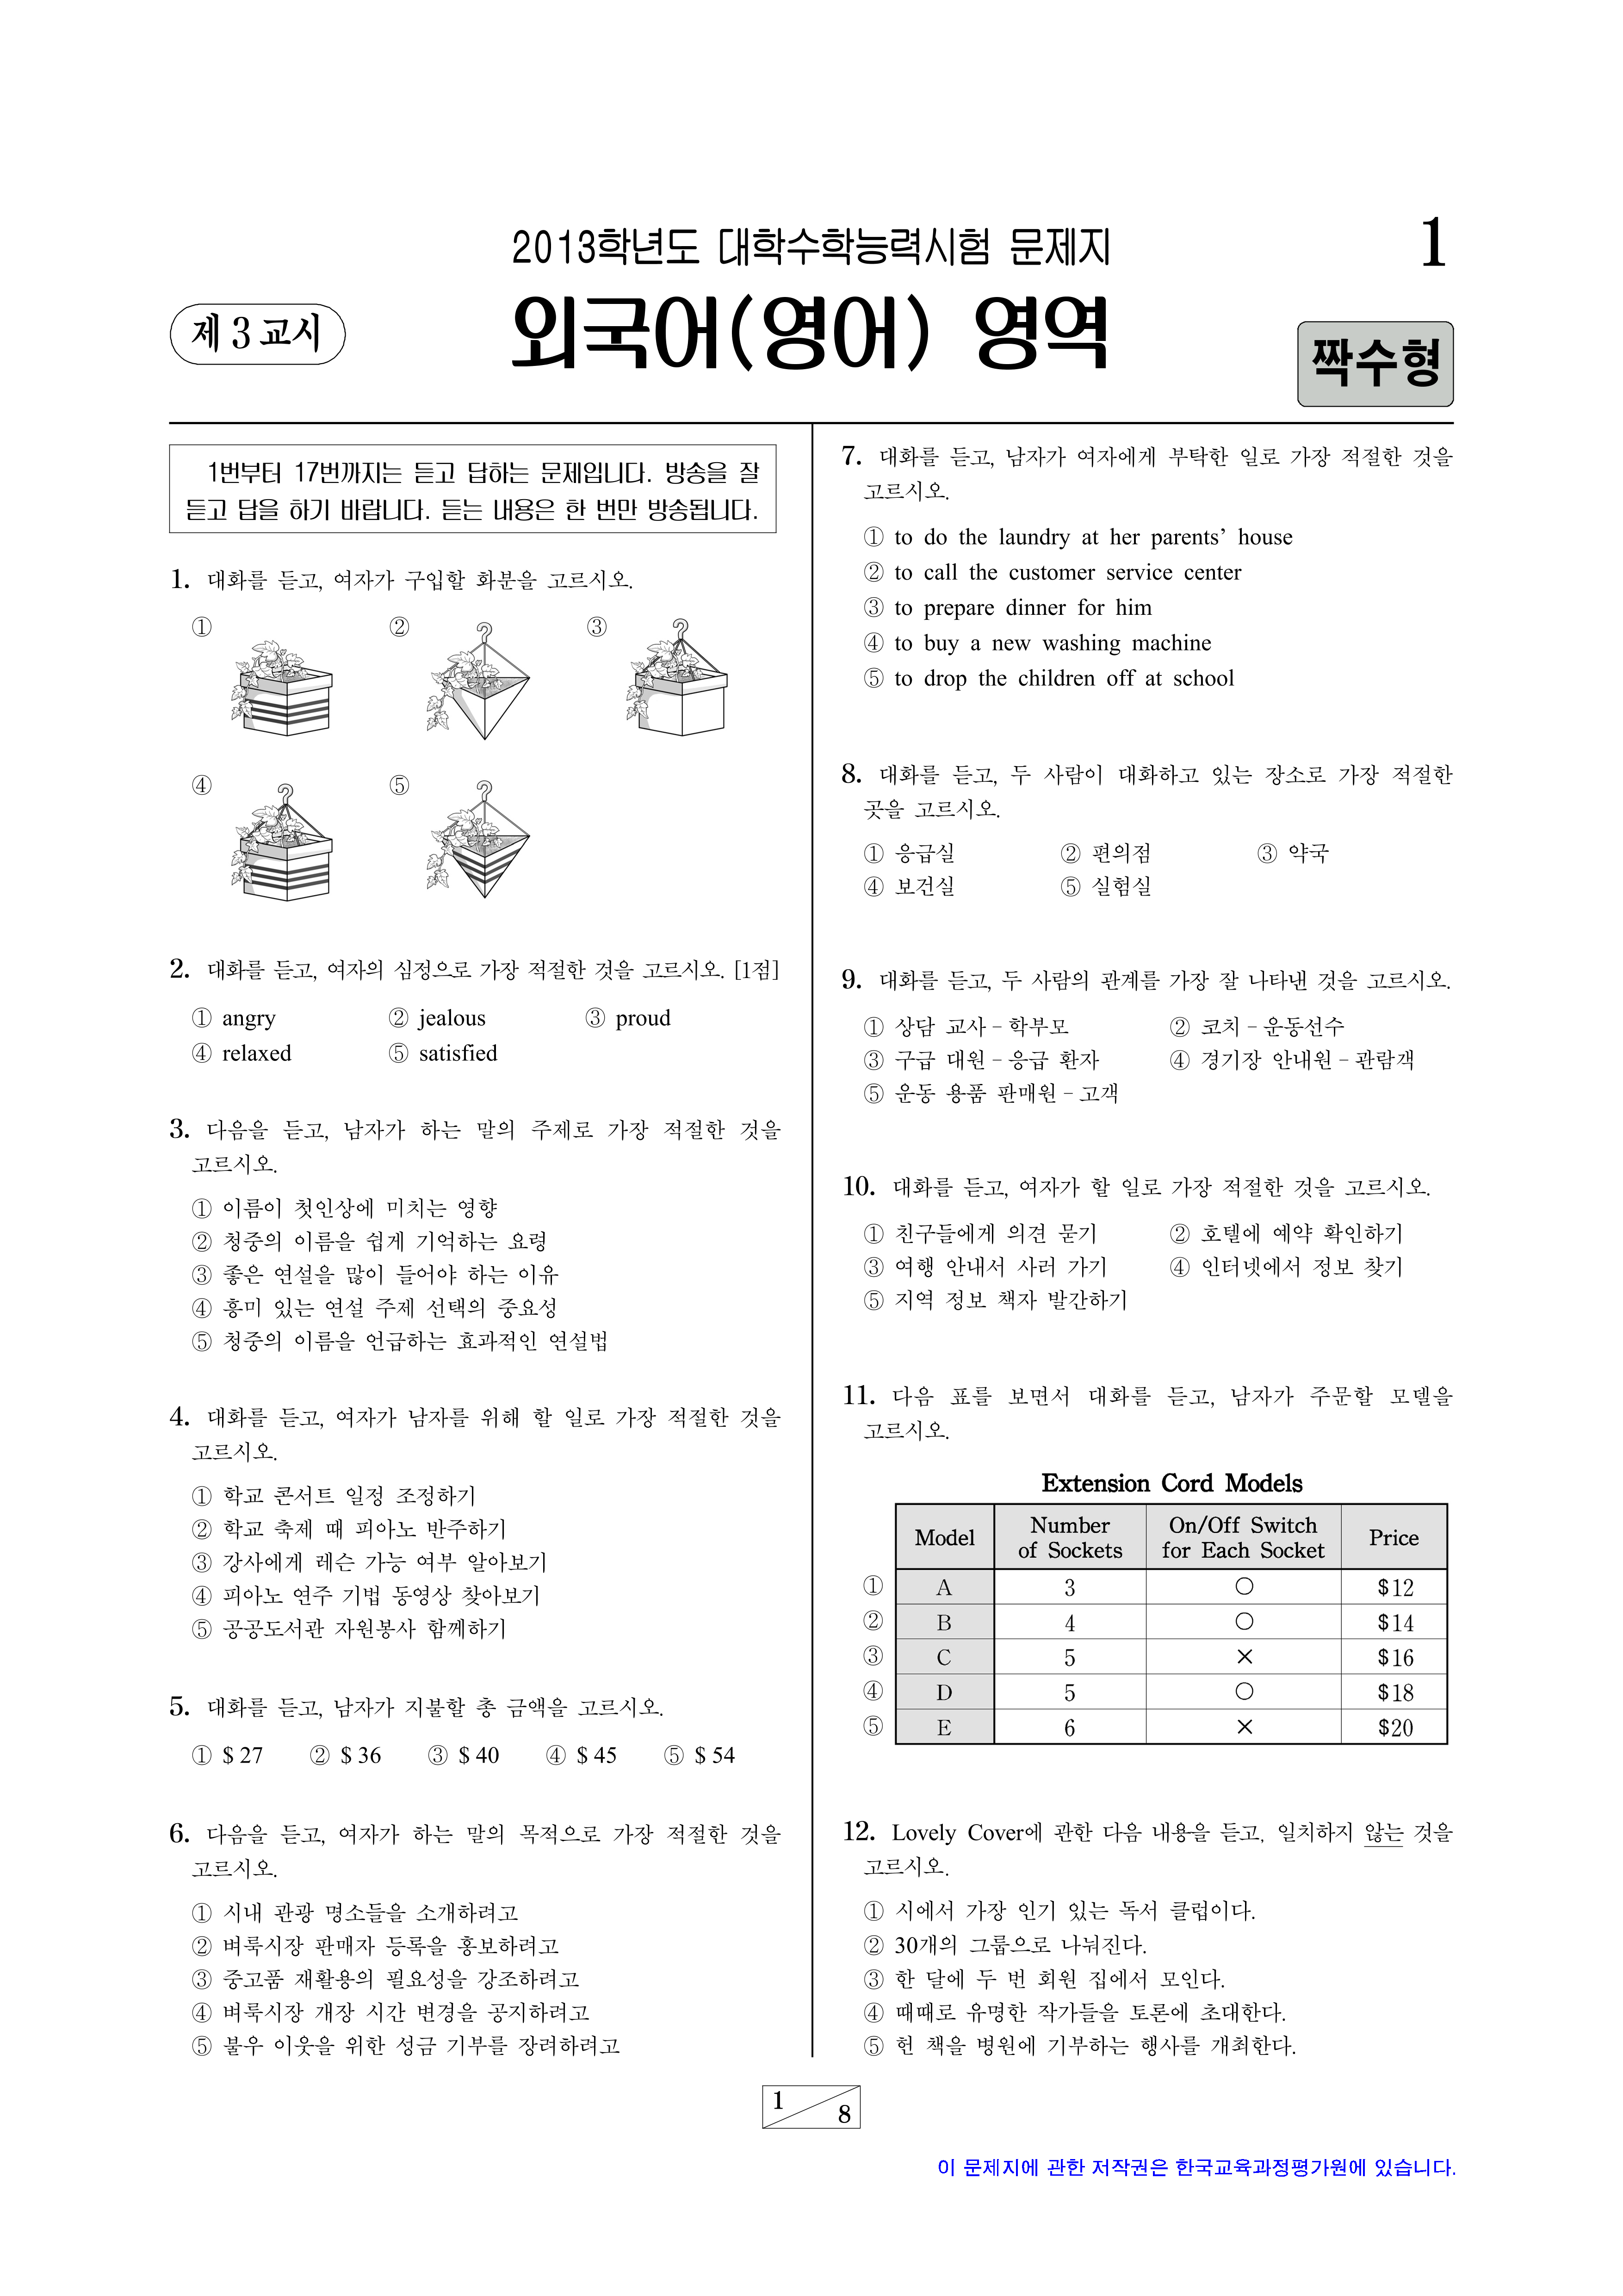 2013학년도 대학수학능력시험 문제지
1
제 3 교시
외국어(영어) 영역
짝수형
1번부터 17번까지는 듣고 답하는 문제입니다. 방송을 잘
듣고 답을 하기 바랍니다. 듣는 내용은 한 번만 방송됩니다.
1. 대화를 듣고, 여자가 구입할 화분을 고르시오.
① ② ③
④ ⑤
2. 대화를 듣고, 여자의 심정으로 가장 적절한 것을 고르시오. [1점]
① angry ② jealous ③ proud
④ relaxed ⑤ satisfied
3. 다음을 듣고, 남자가 하는 말의 주제로 가장 적절한 것을
고르시오.
① 이름이 첫인상에 미치는 영향
② 청중의 이름을 쉽게 기억하는 요령
③ 좋은 연설을 많이 들어야 하는 이유
④ 흥미 있는 연설 주제 선택의 중요성
⑤ 청중의 이름을 언급하는 효과적인 연설법
4. 대화를 듣고, 여자가 남자를 위해 할 일로 가장 적절한 것을
고르시오.
① 학교 콘서트 일정 조정하기
② 학교 축제 때 피아노 반주하기
③ 강사에게 레슨 가능 여부 알아보기
④ 피아노 연주 기법 동영상 찾아보기
⑤ 공공도서관 자원봉사 함께하기
5. 대화를 듣고, 남자가 지불할 총 금액을 고르시오.
① $ 27 ② $ 36 ③ $ 40 ④ $ 45 ⑤ $ 54
6. 다음을 듣고, 여자가 하는 말의 목적으로 가장 적절한 것을
고르시오.
① 시내 관광 명소들을 소개하려고
② 벼룩시장 판매자 등록을 홍보하려고
③ 중고품 재활용의 필요성을 강조하려고
④ 벼룩시장 개장 시간 변경을 공지하려고
⑤ 불우 이웃을 위한 성금 기부를 장려하려고
7. 대화를 듣고, 남자가 여자에게 부탁한 일로 가장 적절한 것을
고르시오.
① to do the laundry at her parents’ house
② to call the customer service center
③ to prepare dinner for him
④ to buy a new washing machine
⑤ to drop the children off at school
8. 대화를 듣고, 두 사람이 대화하고 있는 장소로 가장 적절한
곳을 고르시오.
① 응급실 ② 편의점 ③ 약국
④ 보건실 ⑤ 실험실
9. 대화를 듣고, 두 사람의 관계를 가장 잘 나타낸 것을 고르시오.
① 상담 교사 – 학부모 ② 코치 – 운동선수
③ 구급 대원 – 응급 환자 ④ 경기장 안내원 – 관람객
⑤ 운동 용품 판매원 – 고객
10. 대화를 듣고, 여자가 할 일로 가장 적절한 것을 고르시오.
① 친구들에게 의견 묻기 ② 호텔에 예약 확인하기
③ 여행 안내서 사러 가기 ④ 인터넷에서 정보 찾기
⑤ 지역 정보 책자 발간하기
11. 다음 표를 보면서 대화를 듣고, 남자가 주문할 모델을
고르시오.
Extension Cord Models
Model Number of Sockets On/Off Switch for Each Socket Price
① A 3 ○ $12
② B 4 ○ $14
③ C 5 × $16
④ D 5 ○ $18
⑤ E 6 × $20
12. Lovely Cover에 관한 다음 내용을 듣고, 일치하지 않는 것을
고르시오.
① 시에서 가장 인기 있는 독서 클럽이다.
② 30개의 그룹으로 나눠진다.
③ 한 달에 두 번 회원 집에서 모인다.
④ 때때로 유명한 작가들을 토론에 초대한다.
⑤ 헌 책을 병원에 기부하는 행사를 개최한다.
1
8
이 문제지에 관한 저작권은 한국교육과정평가원에 있습니다.